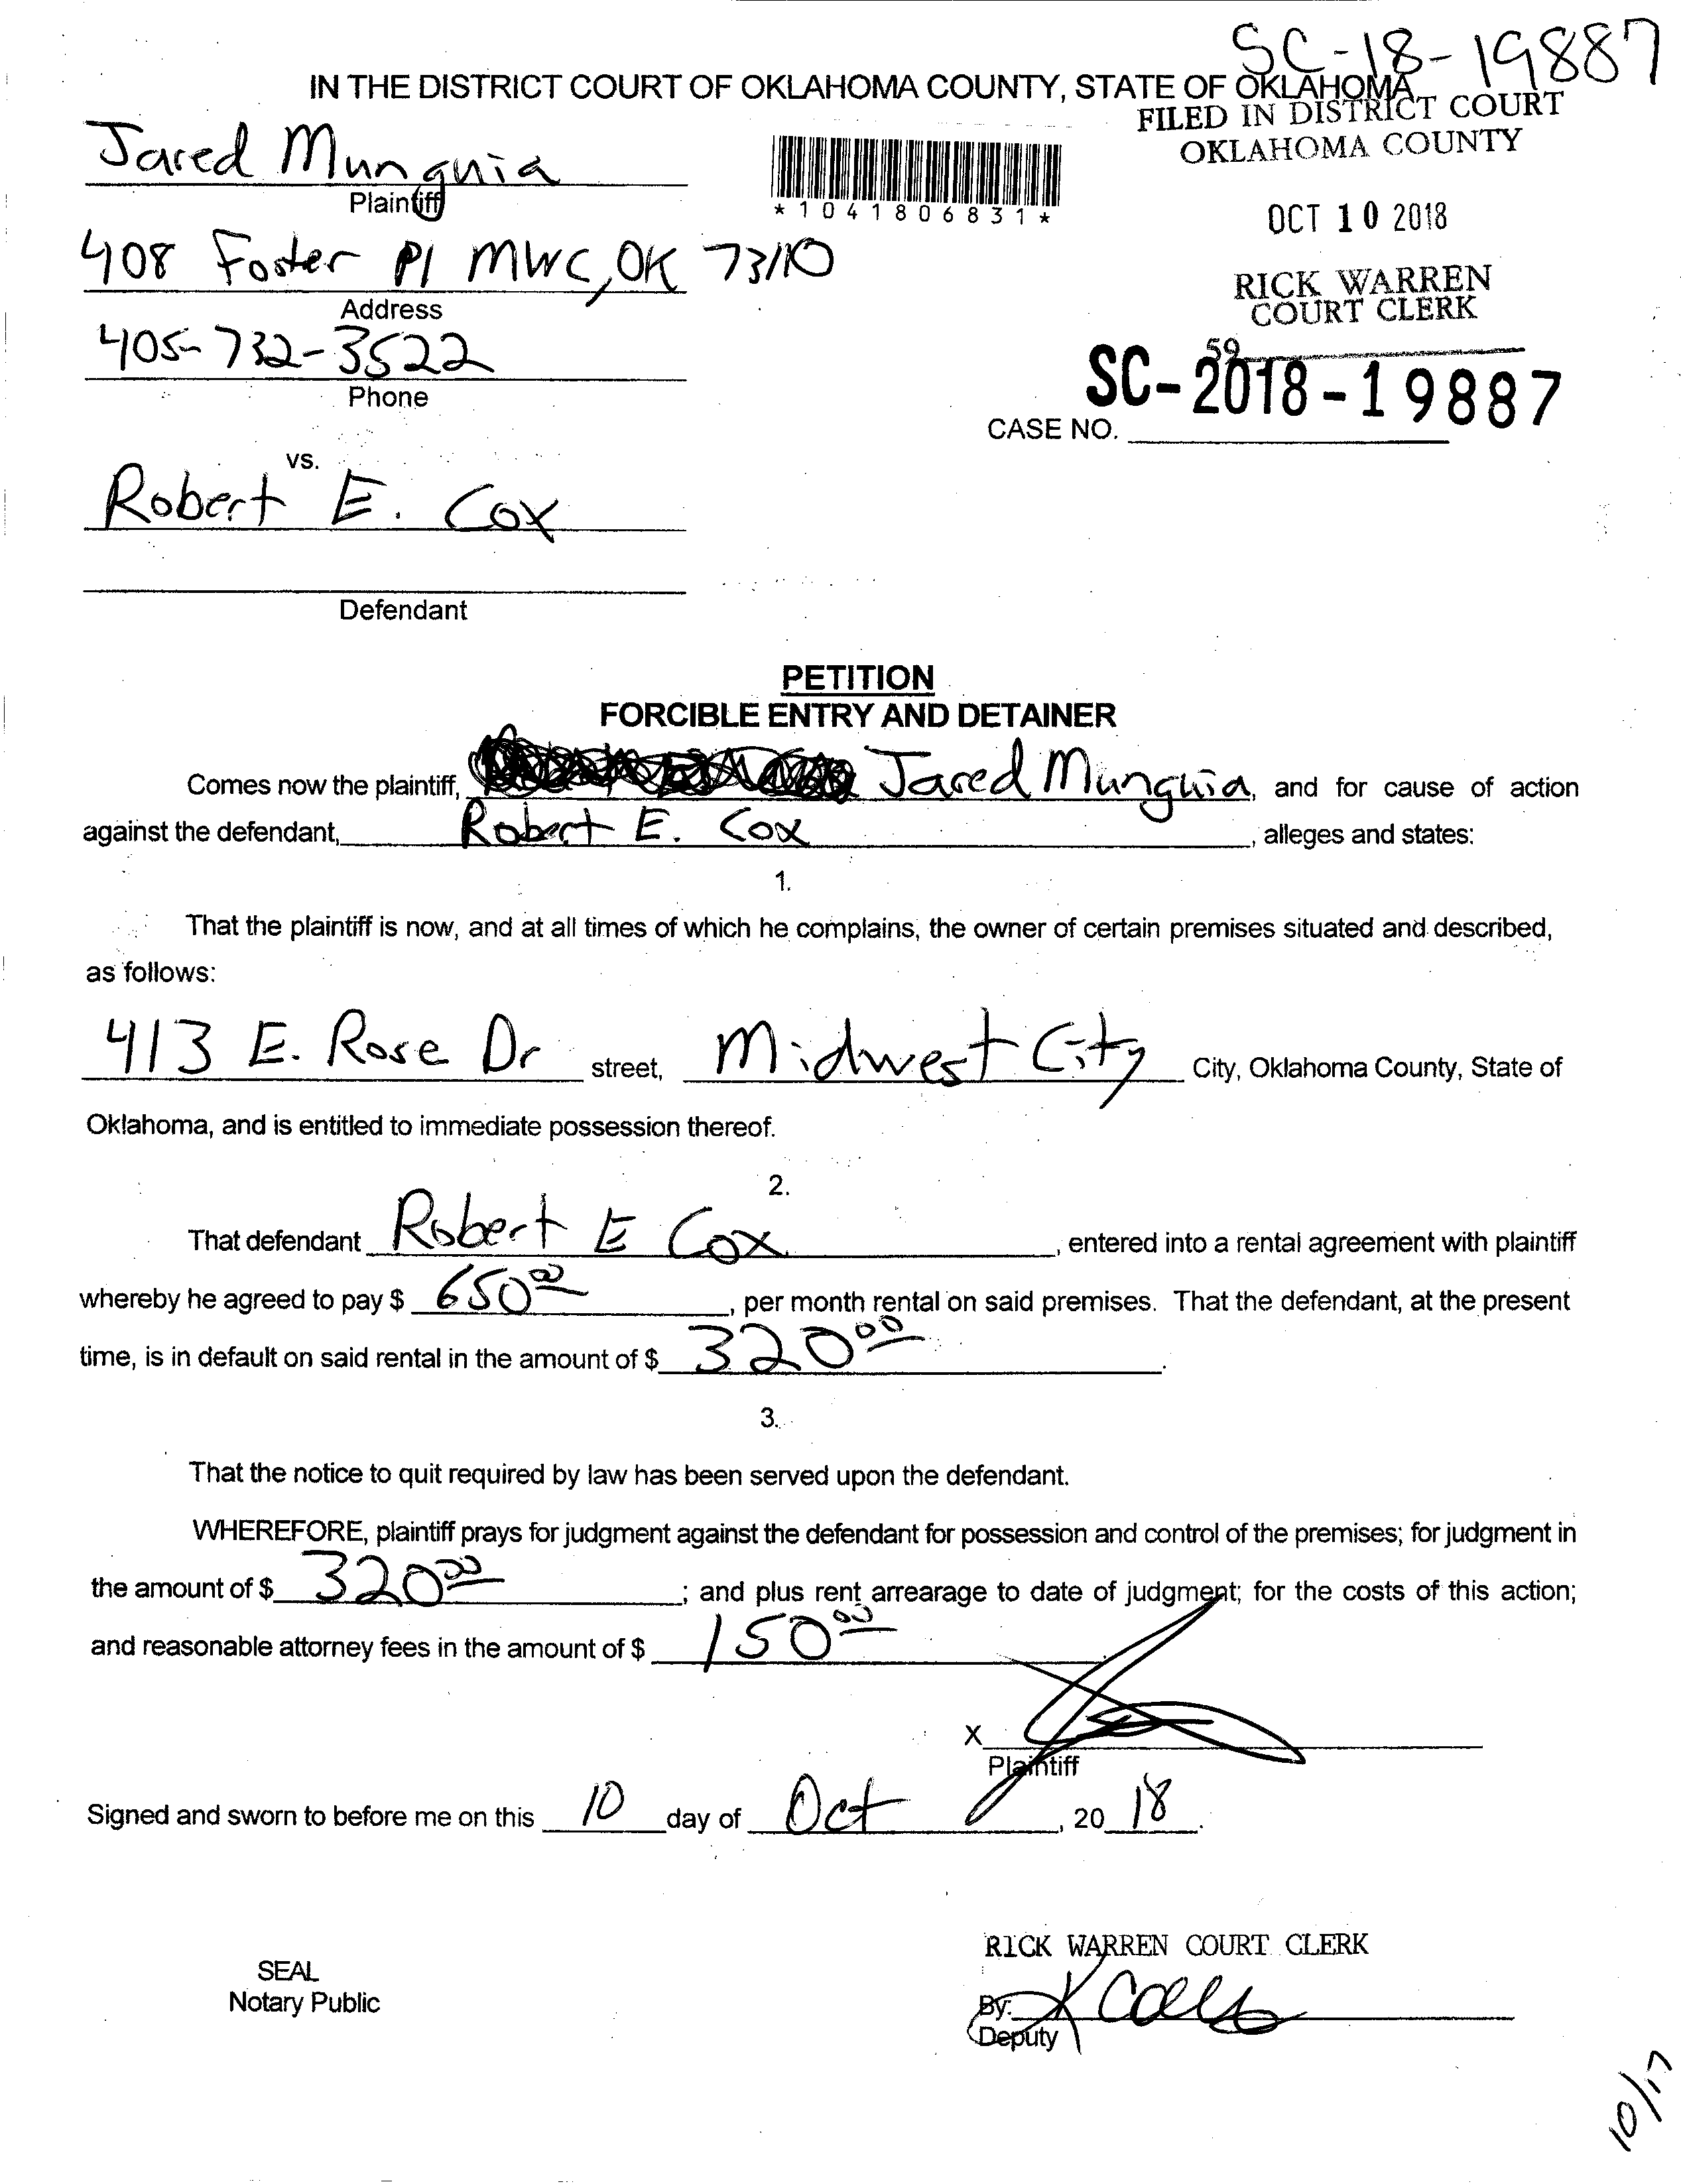 SC-18-19887
IN THE DISTRICT COURT OF OKLAHOMA COUNTY, STATE OF OKLAHOMA
FILED IN DISTRICT COURT
OKLAHOMA COUNTY
Jared Munguia
Plaintiff
*1041806831*
OCT 10 2018
408 Foster Pl MWC, OK 73110
Address
RICK WARREN
COURT CLERK
405-732-3522
Phone
59
SC-2018-19887
CASE NO.
vs.
Robert E. Cox
Defendant
PETITION
FORCIBLE ENTRY AND DETAINER
Comes now the plaintiff, Jared Munguia, and for cause of action
against the defendant, Robert E. Cox, alleges and states:
1.
That the plaintiff is now, and at all times of which he complains, the owner of certain premises situated and described,
as follows:
413 E. Rose Dr street, Midwest City City, Oklahoma County, State of
Oklahoma, and is entitled to immediate possession thereof.
2.
That defendant Robert E Cox, entered into a rental agreement with plaintiff
whereby he agreed to pay $ 650 00, per month rental on said premises. That the defendant, at the present
time, is in default on said rental in the amount of $ 320 00.
3.
That the notice to quit required by law has been served upon the defendant.
WHEREFORE, plaintiff prays for judgment against the defendant for possession and control of the premises; for judgment in
the amount of $ 320 00; and plus rent arrearage to date of judgment; for the costs of this action;
and reasonable attorney fees in the amount of $ 150 00
X
Plaintiff
Signed and sworn to before me on this 10 day of Oct, 20 18.
RICK WARREN COURT CLERK
SEAL
Notary Public
By:
Deputy
10/17